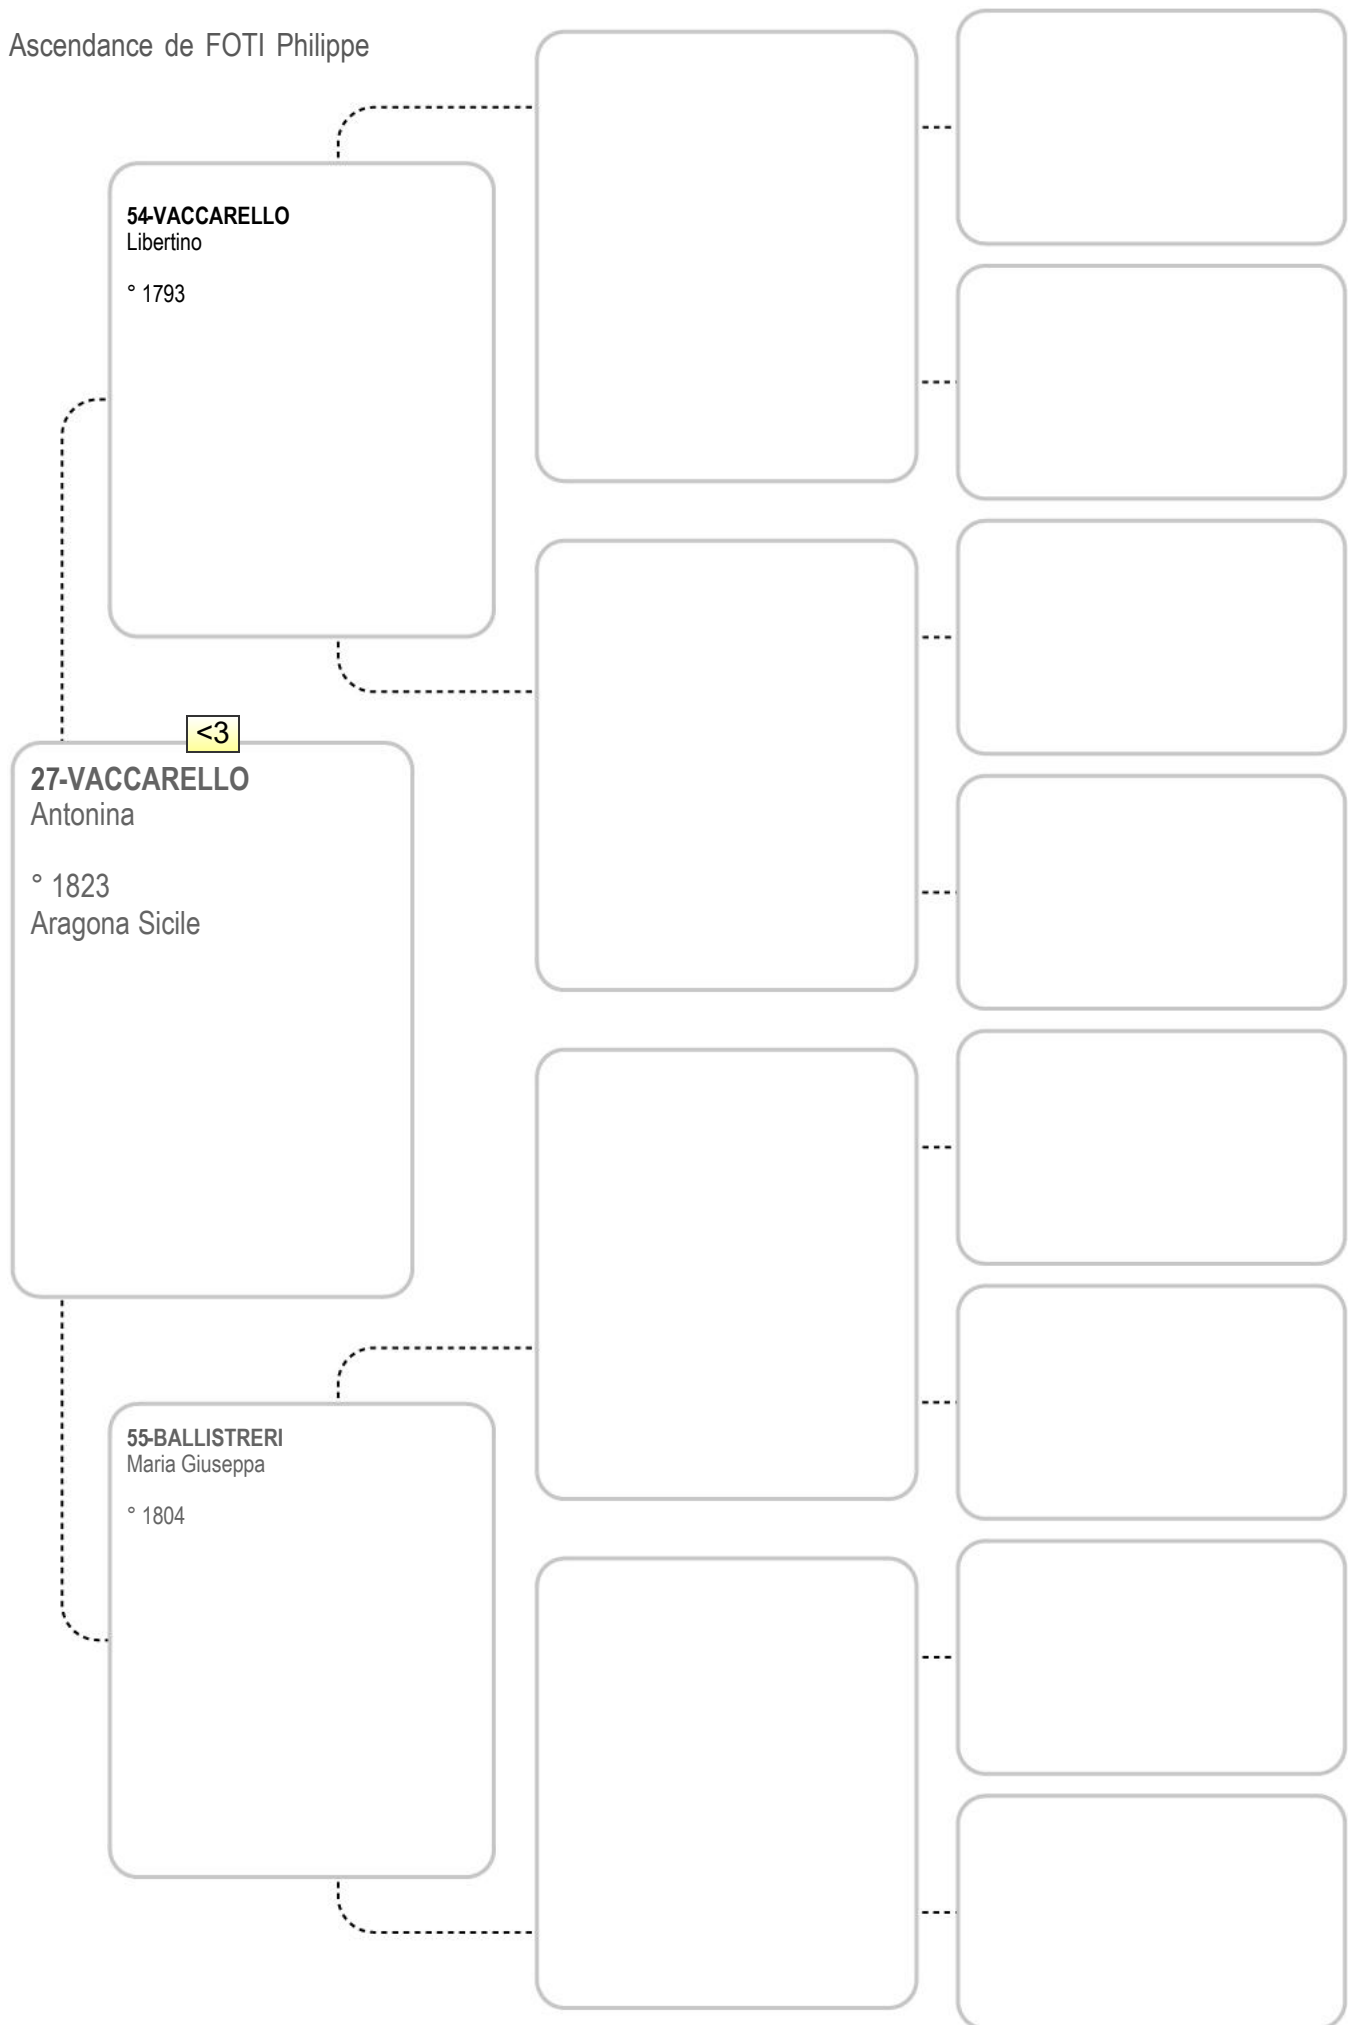 Ascendance de FOTI Philippe
54-VACCARELLO
Libertino
° 1793
<3
27-VACCARELLO
Antonina
° 1823
Aragona Sicile
55-BALLISTRERI
Maria Giuseppa
° 1804